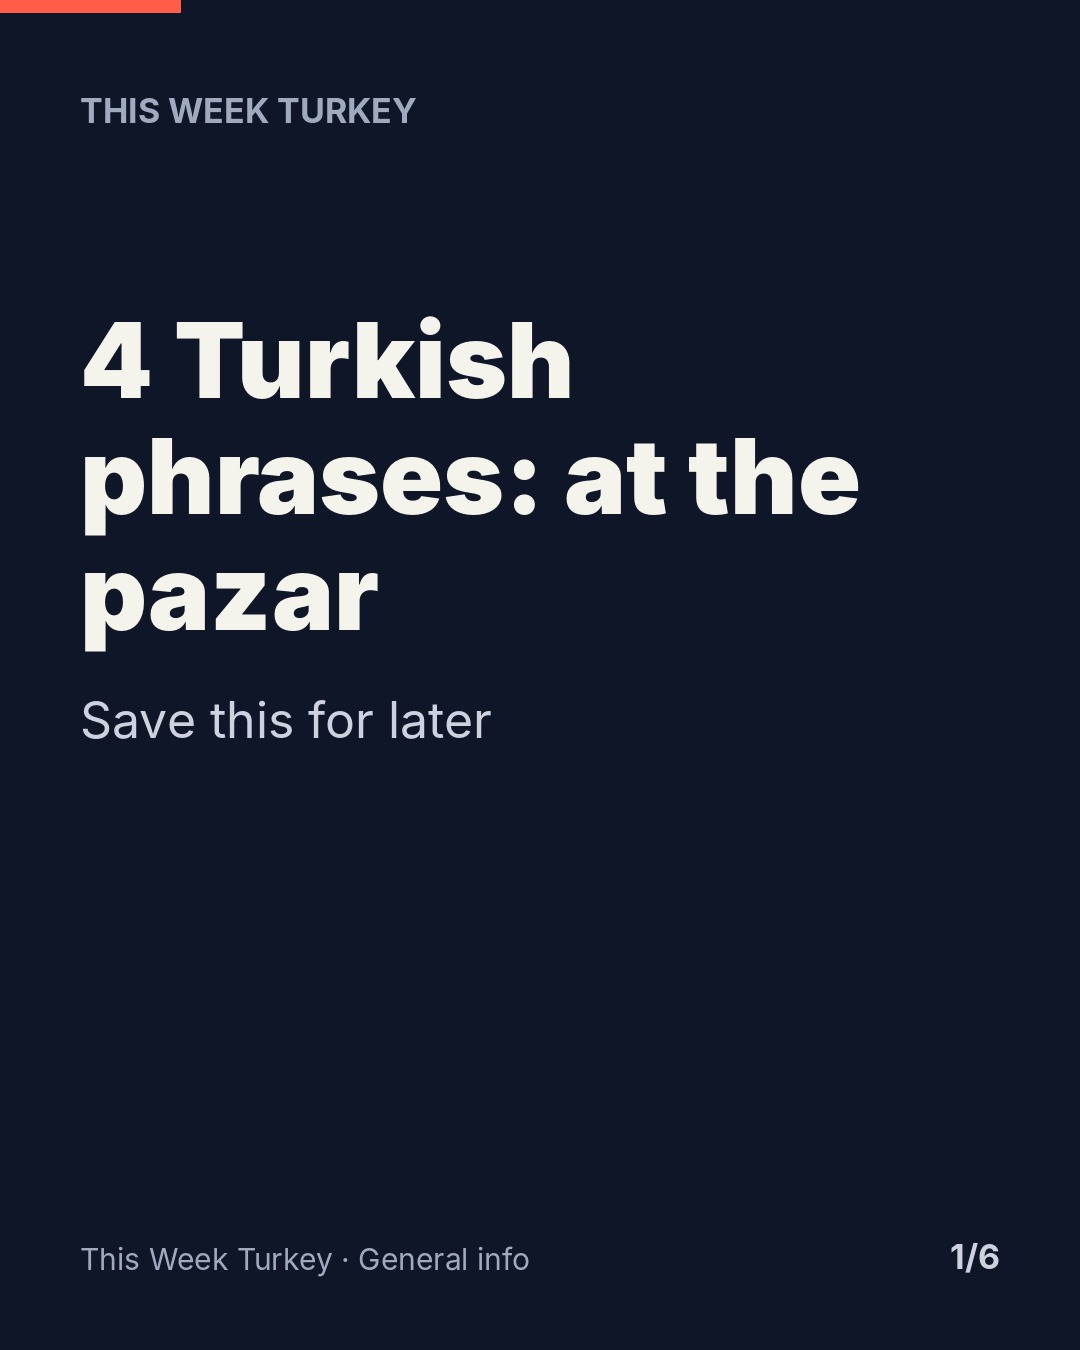 THIS WEEK TURKEY
4 Turkish
phrases: at the
pazar
Save this for later
This Week Turkey · General info
1/6